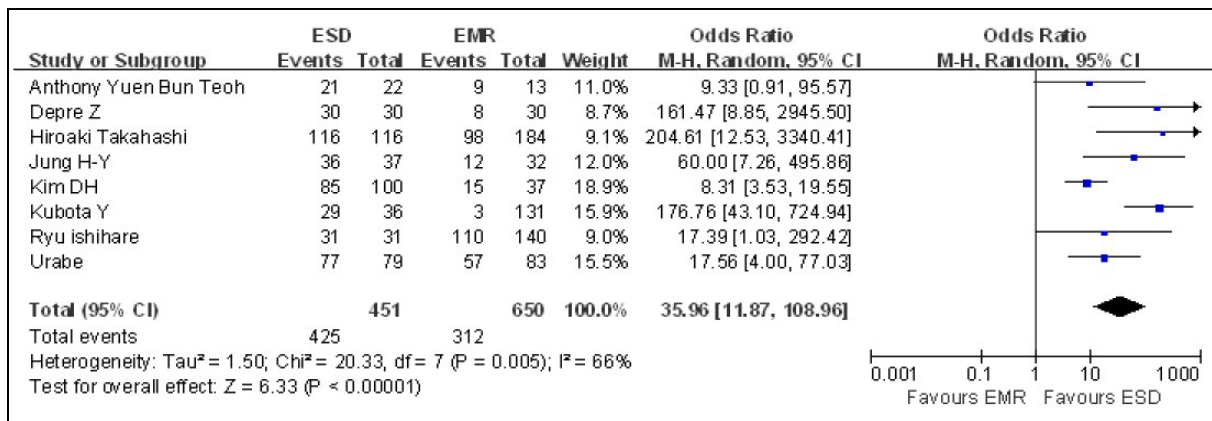 ESD EMR Odds Ratio Odds Ratio
Study or Subgroup Events Total Events Total Weight M-H, Random, 95% CI M-H, Random, 95% CI
Anthony Yuen Bun Teoh 21 22 9 13 11.0% 9.33 [0.91, 95.57]
Depre Z 30 30 8 30 8.7% 161.47 [8.85, 2945.50]
Hiroaki Takahashi 116 116 98 184 9.1% 204.61 [12.53, 3340.41]
Jung H-Y 36 37 12 32 12.0% 60.00 [7.26, 495.86]
Kim DH 85 100 15 37 18.9% 8.31 [3.53, 19.55]
Kubota Y 29 36 3 131 15.9% 176.76 [43.10, 724.94]
Ryu ishihare 31 31 110 140 9.0% 17.39 [1.03, 292.42]
Urabe 77 79 57 83 15.5% 17.56 [4.00, 77.03]
Total (95% CI) 451 650 100.0% 35.96 [11.87, 108.96]
Total events 425 312
Heterogeneity: Tau² = 1.50; Chi² = 20.33, df = 7 (P = 0.005); I² = 66%
Test for overall effect: Z = 6.33 (P < 0.00001)
0.001 0.1 1 10 1000
Favours EMR Favours ESD